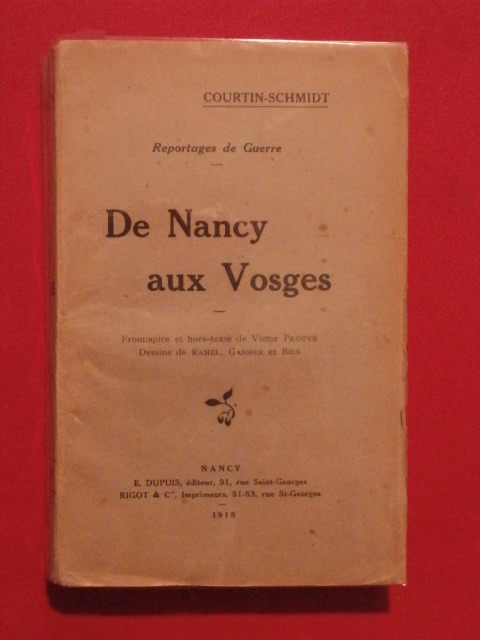 COURTIN-SCHMIDT
Reportages de Guerre
De Nancy
aux Vosges
Frontispice et hors-texte de Victor PROUVÉ
Dessins de RAMEL, GASSIER et BILS
NANCY
E. DUPUIS, éditeur, 91, rue Saint-Georges
RIGOT & Cie, Imprimeurs, 51-53, rue St-Georges
1918